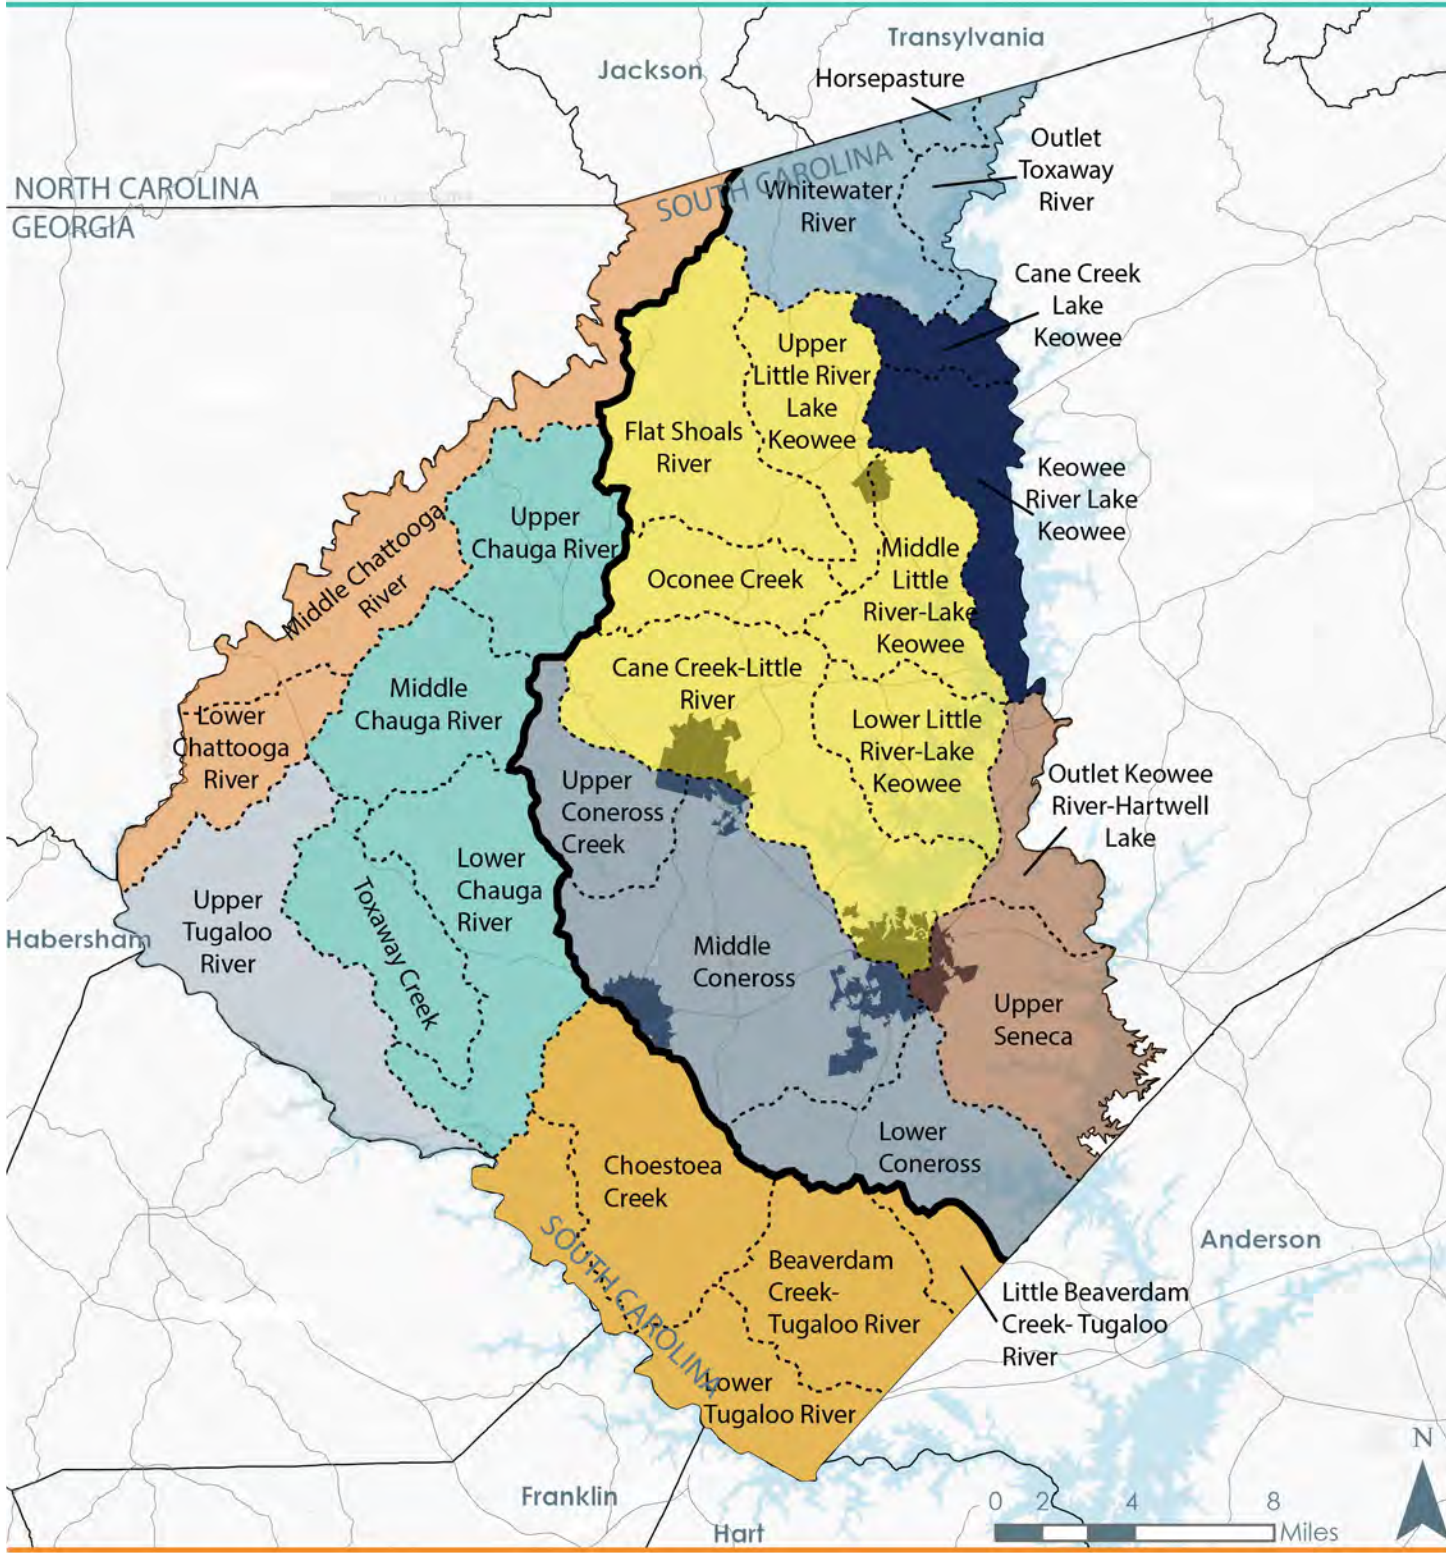 Transylvania
Jackson
Horsepasture
Outlet
Toxaway
River
SOUTH CAROLINA
NORTH CAROLINA
GEORGIA
Whitewater
River
Cane Creek
Lake
Keowee
Upper
Little River
Lake
Keowee
Flat Shoals
River
Keowee
River Lake
Keowee
Upper
Chauga River
Middle
Little
River-Lake
Keowee
Oconee Creek
Middle Chattooga
River
Cane Creek-Little
River
Middle
Chauga River
Lower
Chattooga
River
Lower Little
River-Lake
Keowee
Outlet Keowee
River-Hartwell
Lake
Upper
Coneross
Creek
Lower
Chauga
River
Toxaway Creek
Upper
Tugaloo
River
Habersham
Middle
Coneross
Upper
Seneca
Lower
Coneross
Choestoea
Creek
SOUTH CAROLINA
Beaverdam
Creek-
Tugaloo River
Anderson
Little Beaverdam
Creek- Tugaloo
River
Lower
Tugaloo River
Franklin
Hart
N
0 2 4 8
Miles